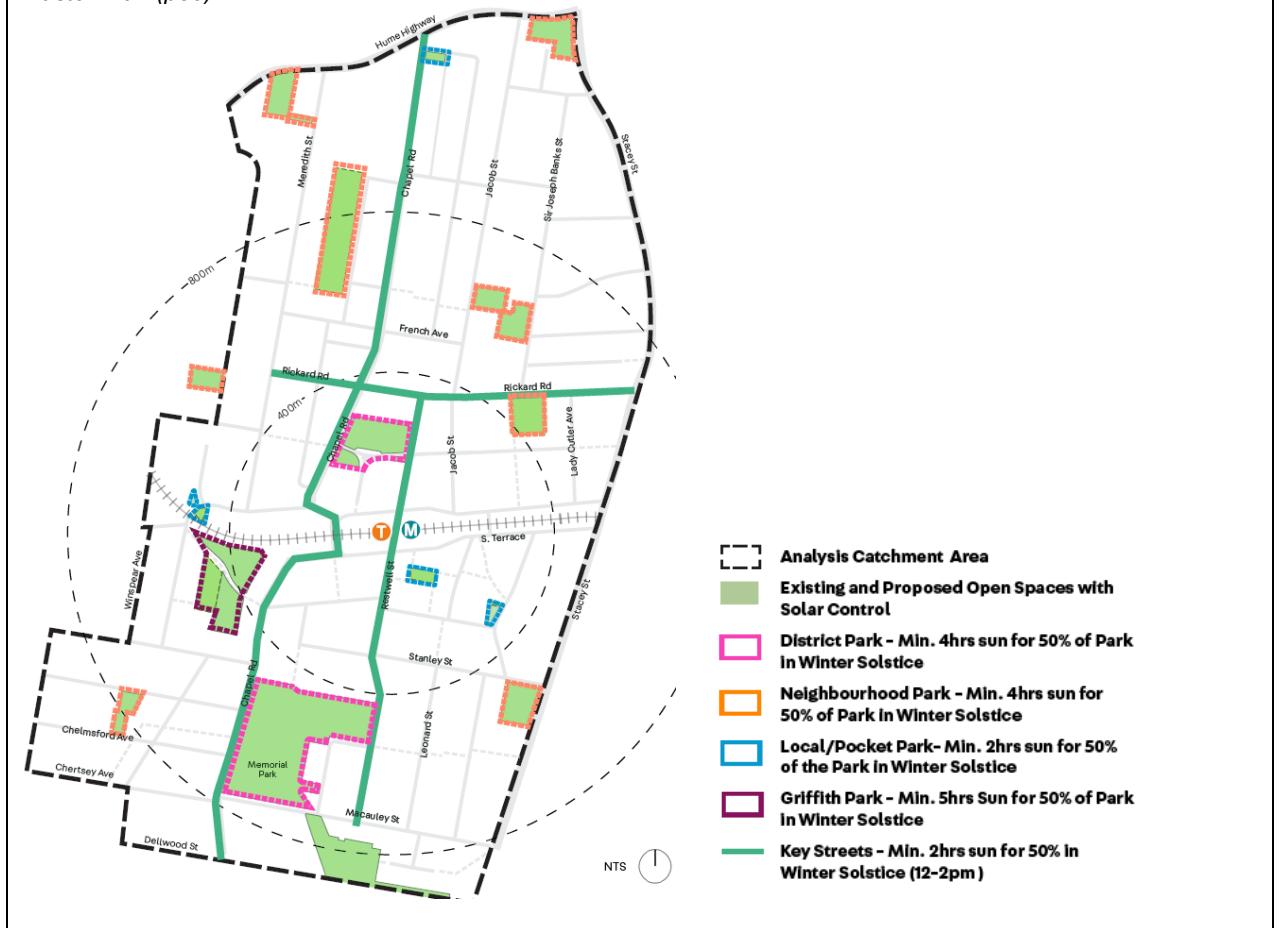 Hume Highway
Stacey St
Meredith St
Chapel Rd
Jacob St
Sir Joseph Banks St
800m
French Ave
Rickard Rd
Rickard Rd
400m
Chapel Rd
Jacob St
Lady Cutler Ave
T
M
S. Terrace
Winspear Ave
Restwell St
Stacey St
Stanley St
Chapel Rd
Leonard St
Chelmsford Ave
Chertsey Ave
Memorial
Park
Macauley St
Dellwood St
NTS
Analysis Catchment Area
Existing and Proposed Open Spaces with
Solar Control
District Park - Min. 4hrs sun for 50% of Park
in Winter Solstice
Neighbourhood Park - Min. 4hrs sun for
50% of Park in Winter Solstice
Local/Pocket Park- Min. 2hrs sun for 50%
of the Park in Winter Solstice
Griffith Park - Min. 5hrs Sun for 50% of Park
in Winter Solstice
Key Streets - Min. 2hrs sun for 50% in
Winter Solstice (12-2pm )